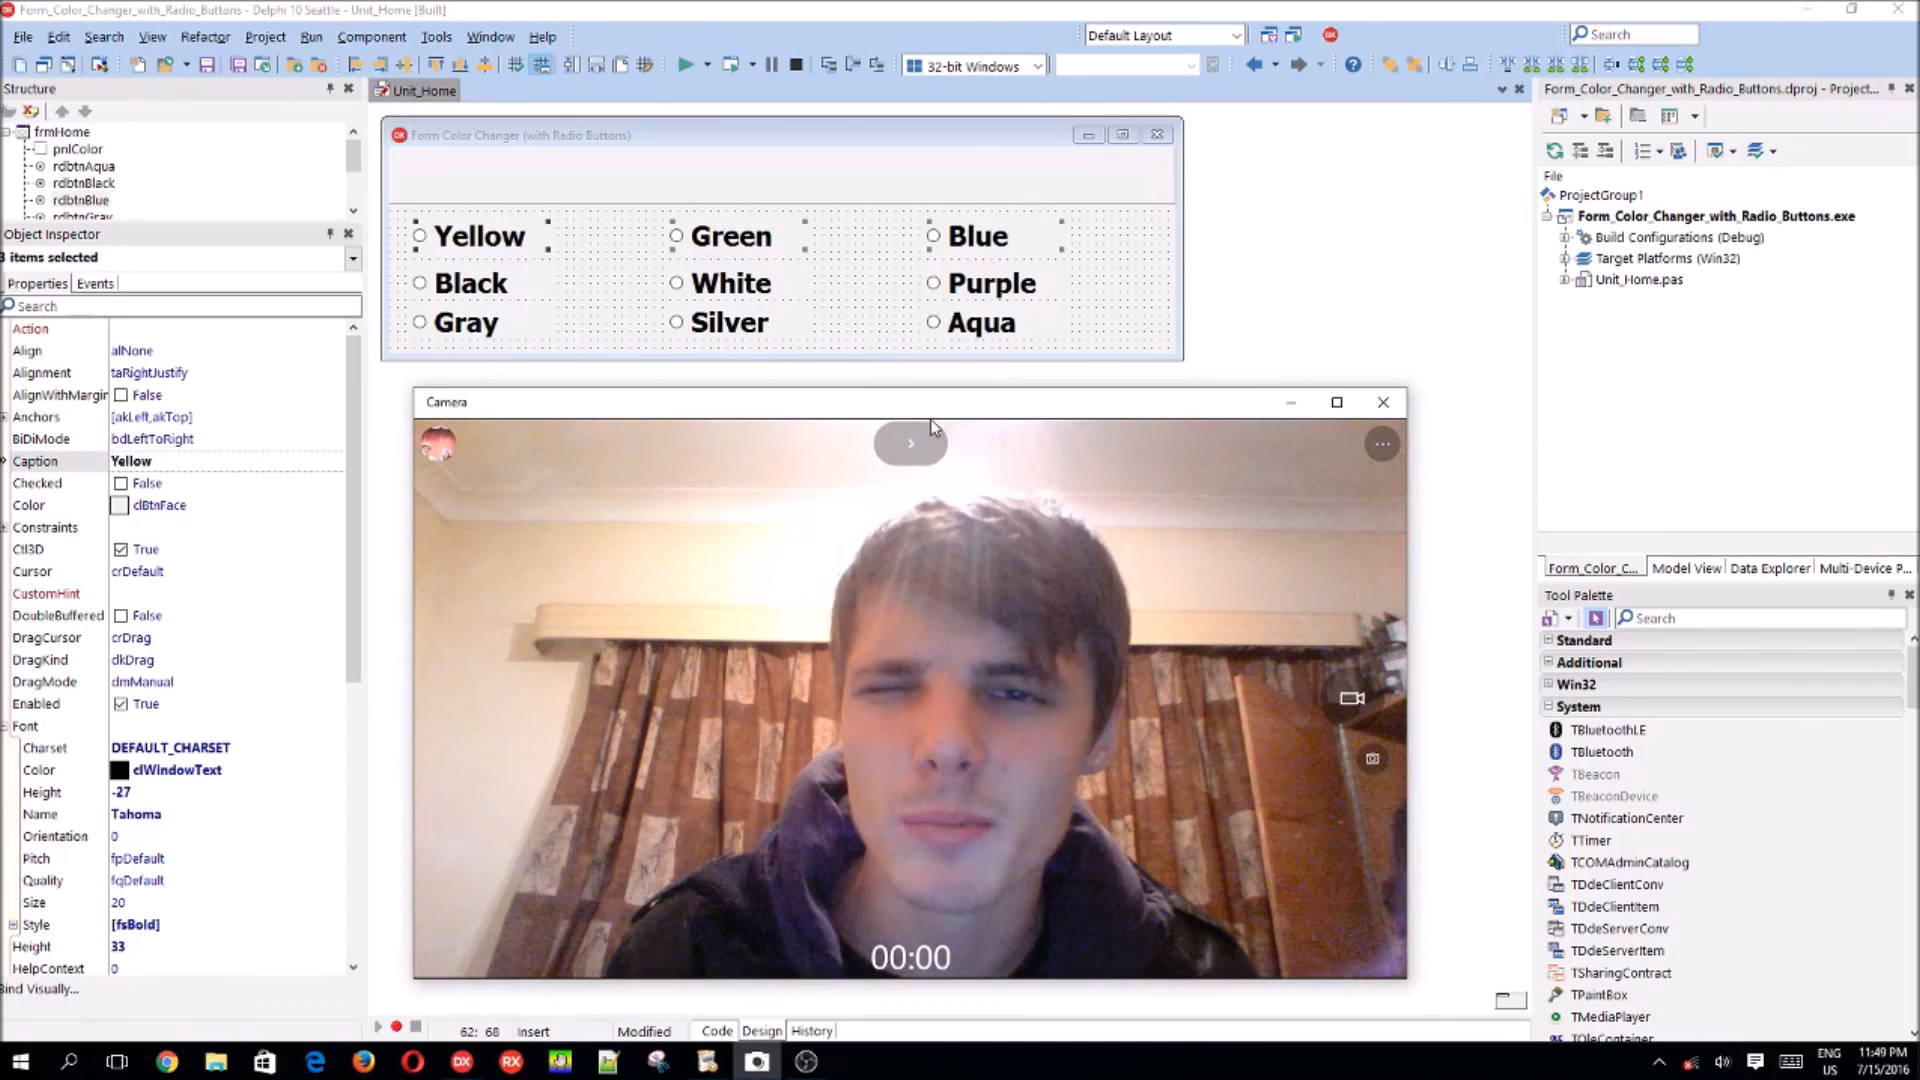 Form_Color_Changer_with_Radio_Buttons - Delphi 10 Seattle - Unit_Home [Built]
File Edit Search View Refactor Project Run Component Tools Window Help
Default Layout
Search
32-bit Windows
Structure
Unit_Home
Form_Color_Changer_with_Radio_Buttons.dproj - Project...
frmHome
pnlColor
rdbtnAqua
rdbtnBlack
rdbtnBlue
rdbtnGray
Form Color Changer (with Radio Buttons)
Yellow Green Blue
Black White Purple
Gray Silver Aqua
File
ProjectGroup1
Form_Color_Changer_with_Radio_Buttons.exe
Build Configurations (Debug)
Target Platforms (Win32)
Unit_Home.pas
Object Inspector
3 items selected
Properties Events
Search
Action
Align alNone
Alignment taRightJustify
AlignWithMargin False
Anchors [akLeft,akTop]
BiDiMode bdLeftToRight
Caption Yellow
Checked False
Color clBtnFace
Constraints
Ctl3D True
Cursor crDefault
CustomHint
DoubleBuffered False
DragCursor crDrag
DragKind dkDrag
DragMode dmManual
Enabled True
Font
Charset DEFAULT_CHARSET
Color clWindowText
Height -27
Name Tahoma
Orientation 0
Pitch fpDefault
Quality fqDefault
Size 20
Style [fsBold]
Height 33
HelpContext 0
Bind Visually...
Camera
00:00
Form_Color_C... Model View Data Explorer Multi-Device P...
Tool Palette
Search
Standard
Additional
Win32
System
TBluetoothLE
TBluetooth
TBeacon
TBeaconDevice
TNotificationCenter
TTimer
TCOMAdminCatalog
TDdeClientConv
TDdeClientItem
TDdeServerConv
TDdeServerItem
TSharingContract
TPaintBox
TMediaPlayer
TOleContainer
62: 68 Insert Modified Code Design History
ENG
US
11:49 PM
7/15/2016